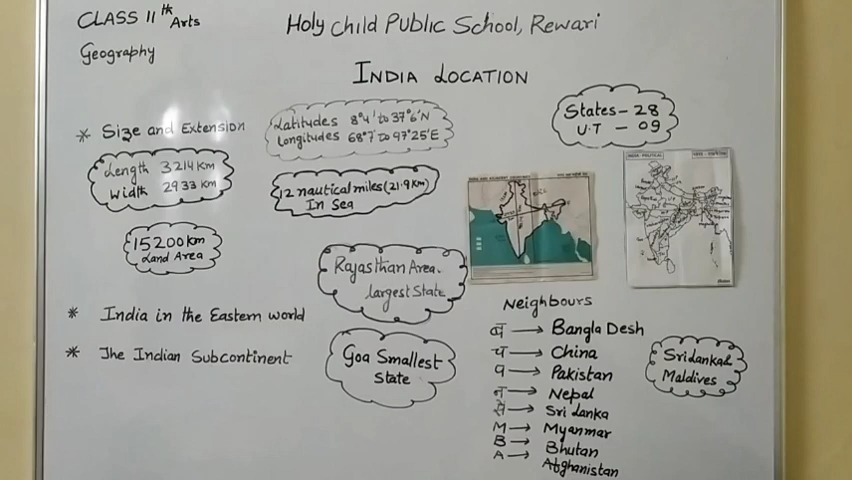 CLASS 11th Arts
Geography
Holy Child Public School, Rewari
INDIA LOCATION
* Size and Extension
Latitudes 8°4' to 37°6'N
Longitudes 68°7' to 97°25'E
States - 28
U.T - 09
Length 3214 Km
Width 2933 Km
12 nautical miles (21.9 Km)
In Sea
15200 km
Land Area
Rajasthan Area.
largest State
* India in the Eastern world
* The Indian Subcontinent
Goa Smallest
State
Neighbours
ब → Bangla Desh
च → China
प → Pakistan
न → Nepal
से → Sri Lanka
M → Myanmar
B → Bhutan
A → Afghanistan
Sri Lanka &
Maldives
INDIA-POLITICAL